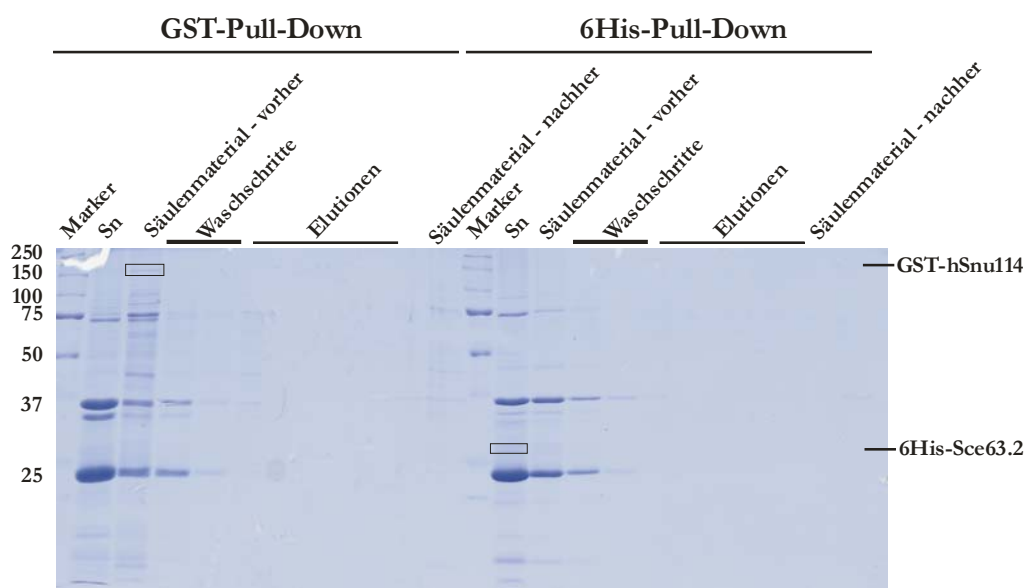 GST-Pull-Down
6His-Pull-Down
Marker
Sn
Säulenmaterial - vorher
Waschschritte
Elutionen
Säulenmaterial - nachher
Marker
Sn
Säulenmaterial - vorher
Waschschritte
Elutionen
Säulenmaterial - nachher
250
150
100
75
50
37
25
GST-hSnu114
6His-Sce63.2